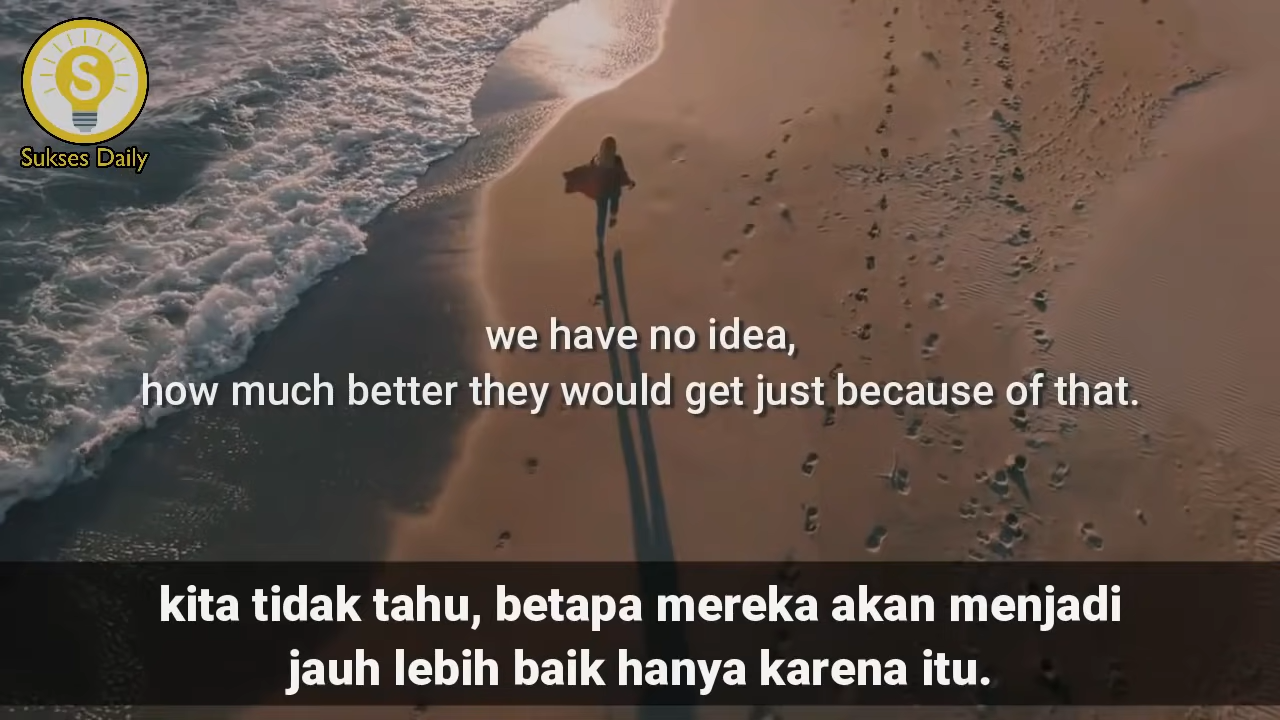 S
Sukses Daily
we have no idea,
how much better they would get just because of that.
kita tidak tahu, betapa mereka akan menjadi
jauh lebih baik hanya karena itu.